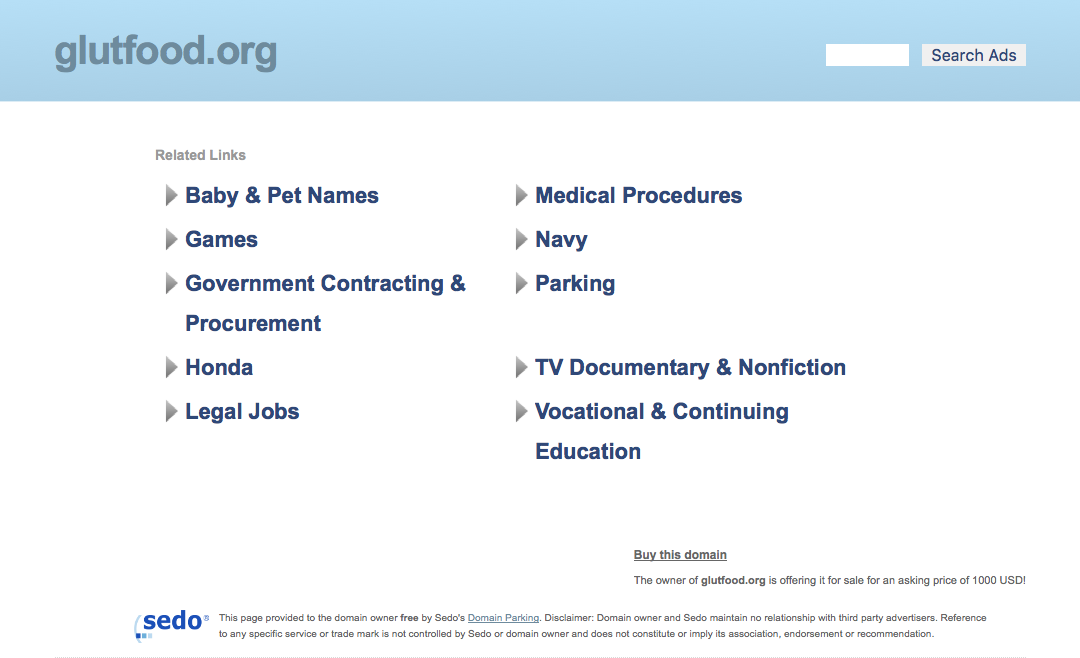 glutfood.org
Search Ads
Related Links
Baby & Pet Names
Medical Procedures
Games
Navy
Government Contracting &
Procurement
Parking
Honda
TV Documentary & Nonfiction
Legal Jobs
Vocational & Continuing
Education
Buy this domain
The owner of glutfood.org is offering it for sale for an asking price of 1000 USD!
sedo®
This page provided to the domain owner free by Sedo's Domain Parking. Disclaimer: Domain owner and Sedo maintain no relationship with third party advertisers. Reference
to any specific service or trade mark is not controlled by Sedo or domain owner and does not constitute or imply its association, endorsement or recommendation.